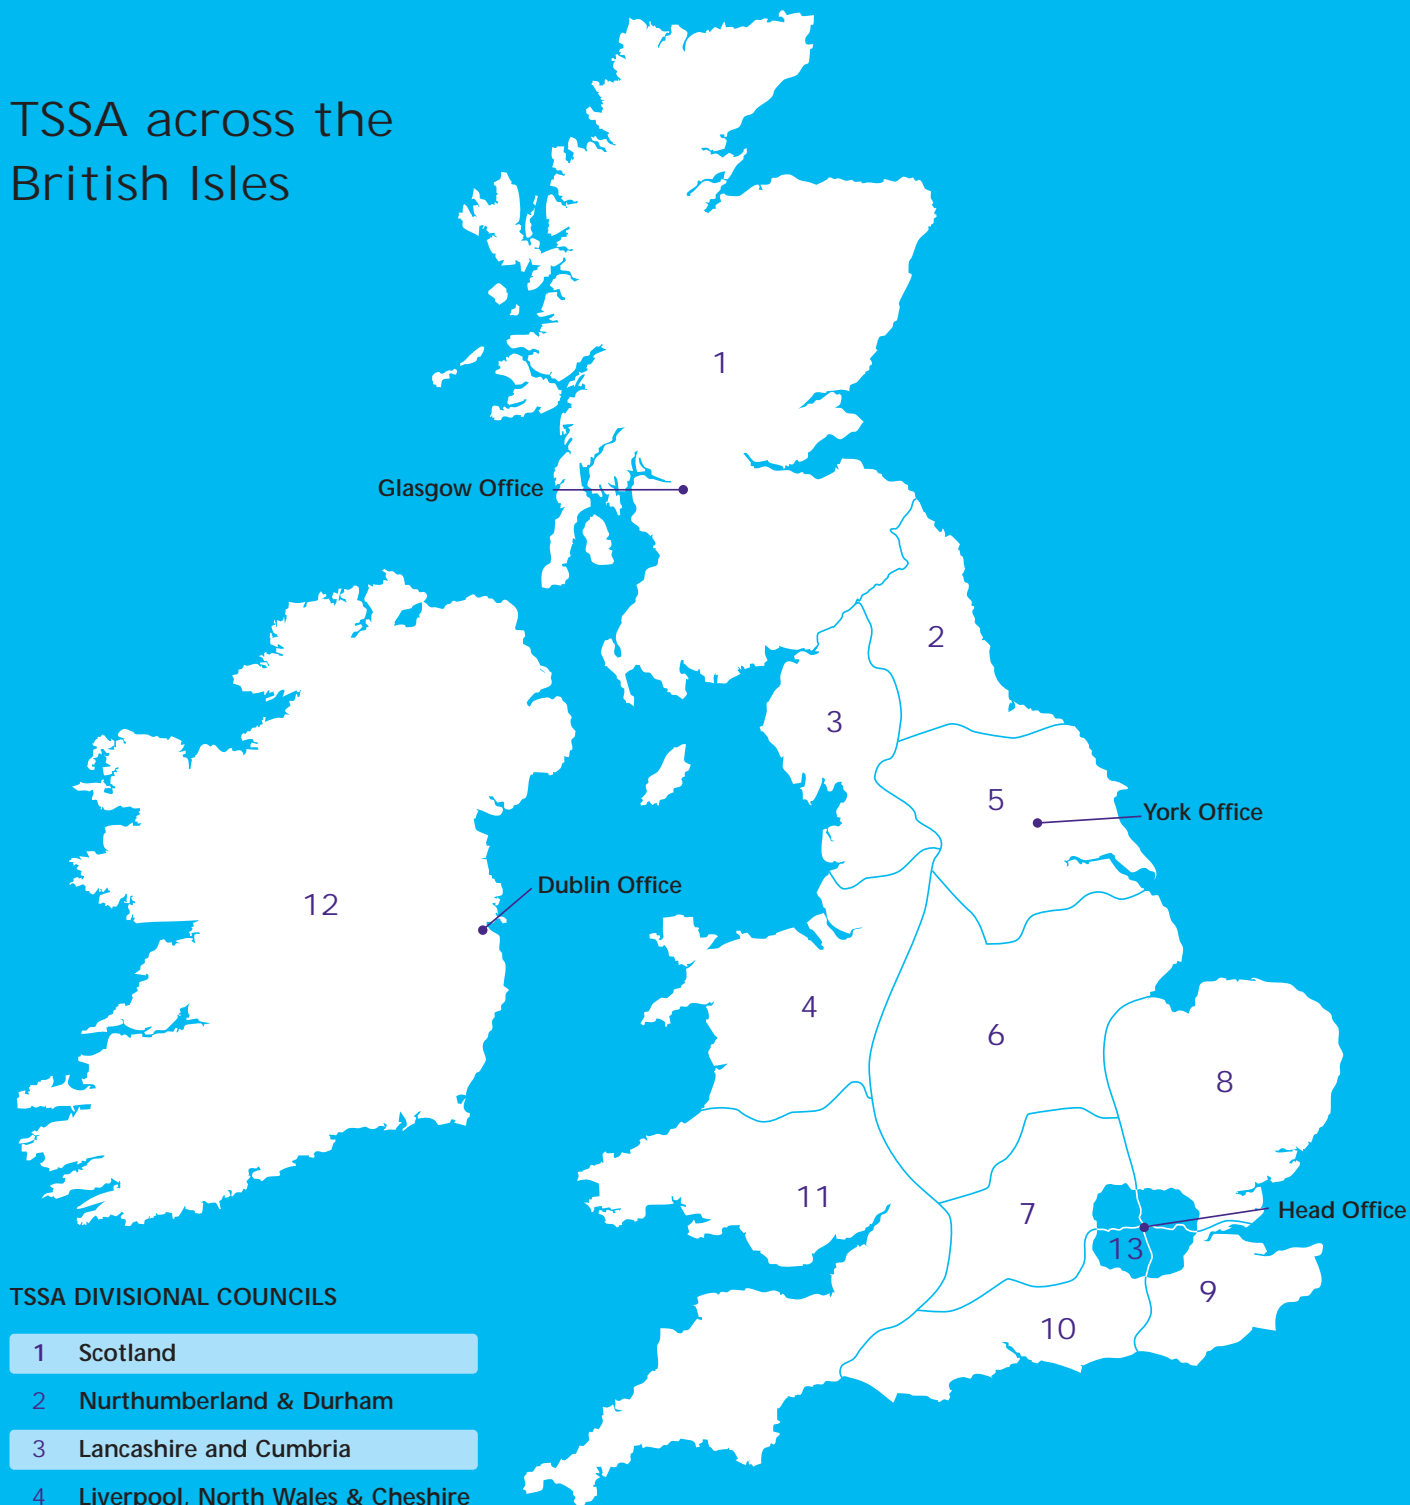 TSSA across the
British Isles
1
Glasgow Office
2
3
5
York Office
Dublin Office
12
4
6
8
11
7
Head Office
13
9
10
TSSA DIVISIONAL COUNCILS
1 Scotland
2 Nurthumberland & Durham
3 Lancashire and Cumbria
4 Liverpool, North Wales & Cheshire